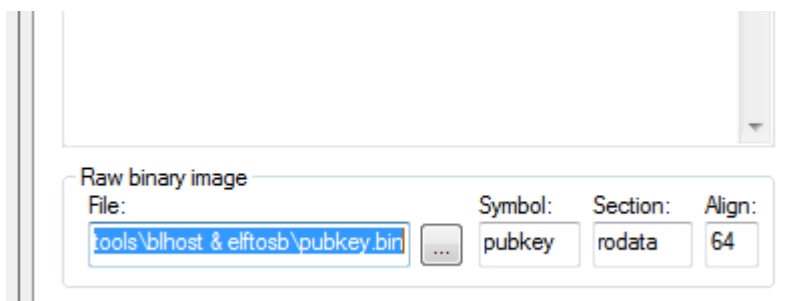 Raw binary image
File: Symbol: Section: Align:
tools\blhost & elftosb\pubkey.bin ... pubkey rodata 64